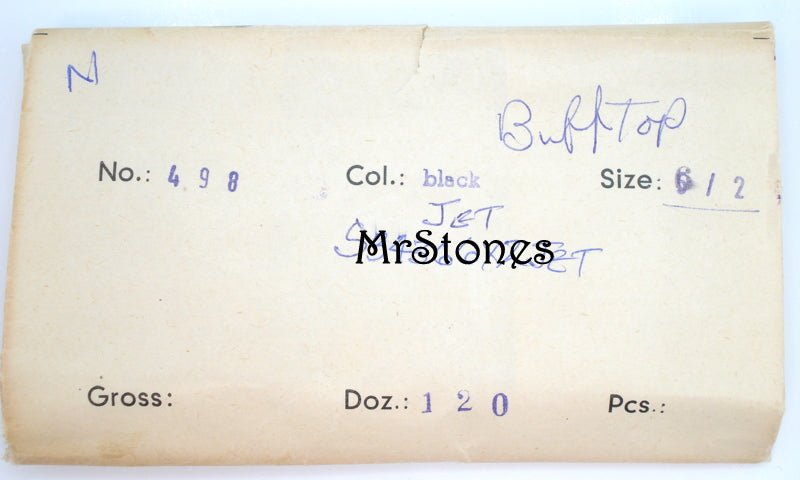 N
BuffTop
No.: 498 Col.: black Size: 6/2
JET
MrStones
Gross: Doz.: 120 Pcs.: